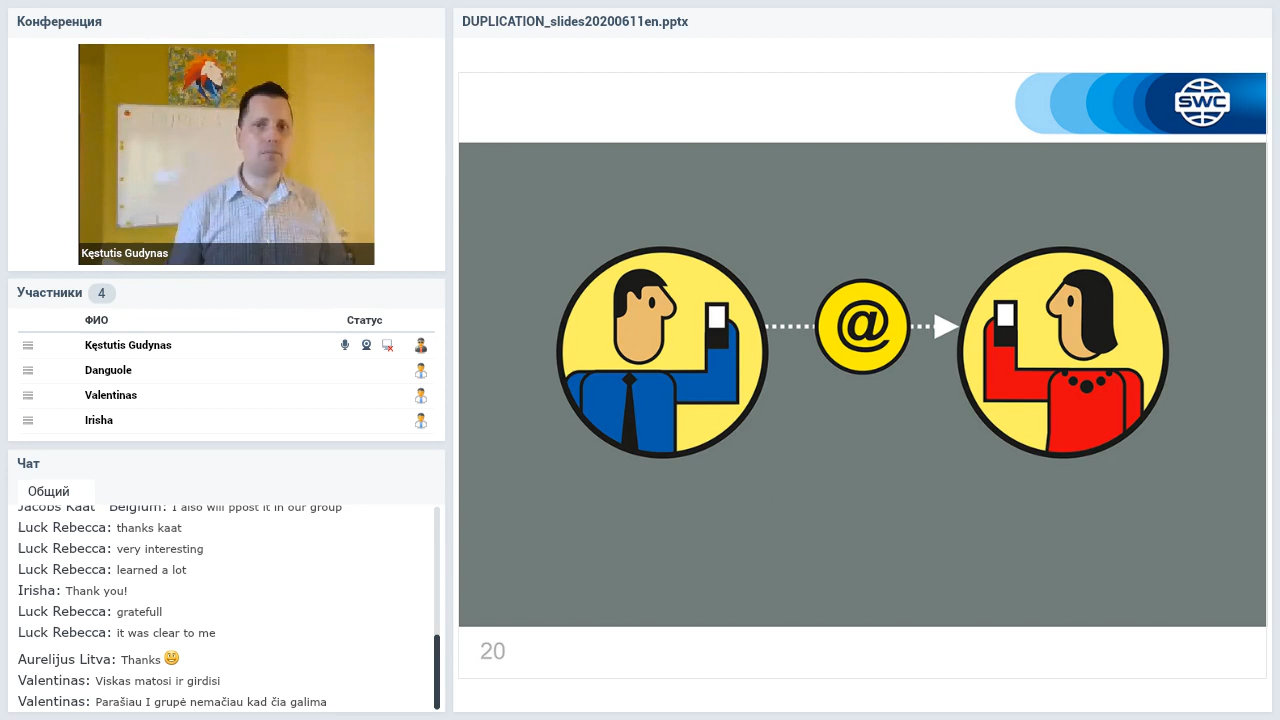 Конференция
Kęstutis Gudynas
Участники 4
ФИО Статус
Kęstutis Gudynas
Danguole
Valentinas
Irisha
Чат
Общий
Jacobs Kaat Belgium: I also will ppost it in our group
Luck Rebecca: thanks kaat
Luck Rebecca: very interesting
Luck Rebecca: learned a lot
Irisha: Thank you!
Luck Rebecca: gratefull
Luck Rebecca: it was clear to me
Aurelijus Litva: Thanks
Valentinas: Viskas matosi ir girdisi
Valentinas: Parašiau I grupė nemačiau kad čia galima
DUPLICATION_slides20200611en.pptx
SWC
@
20